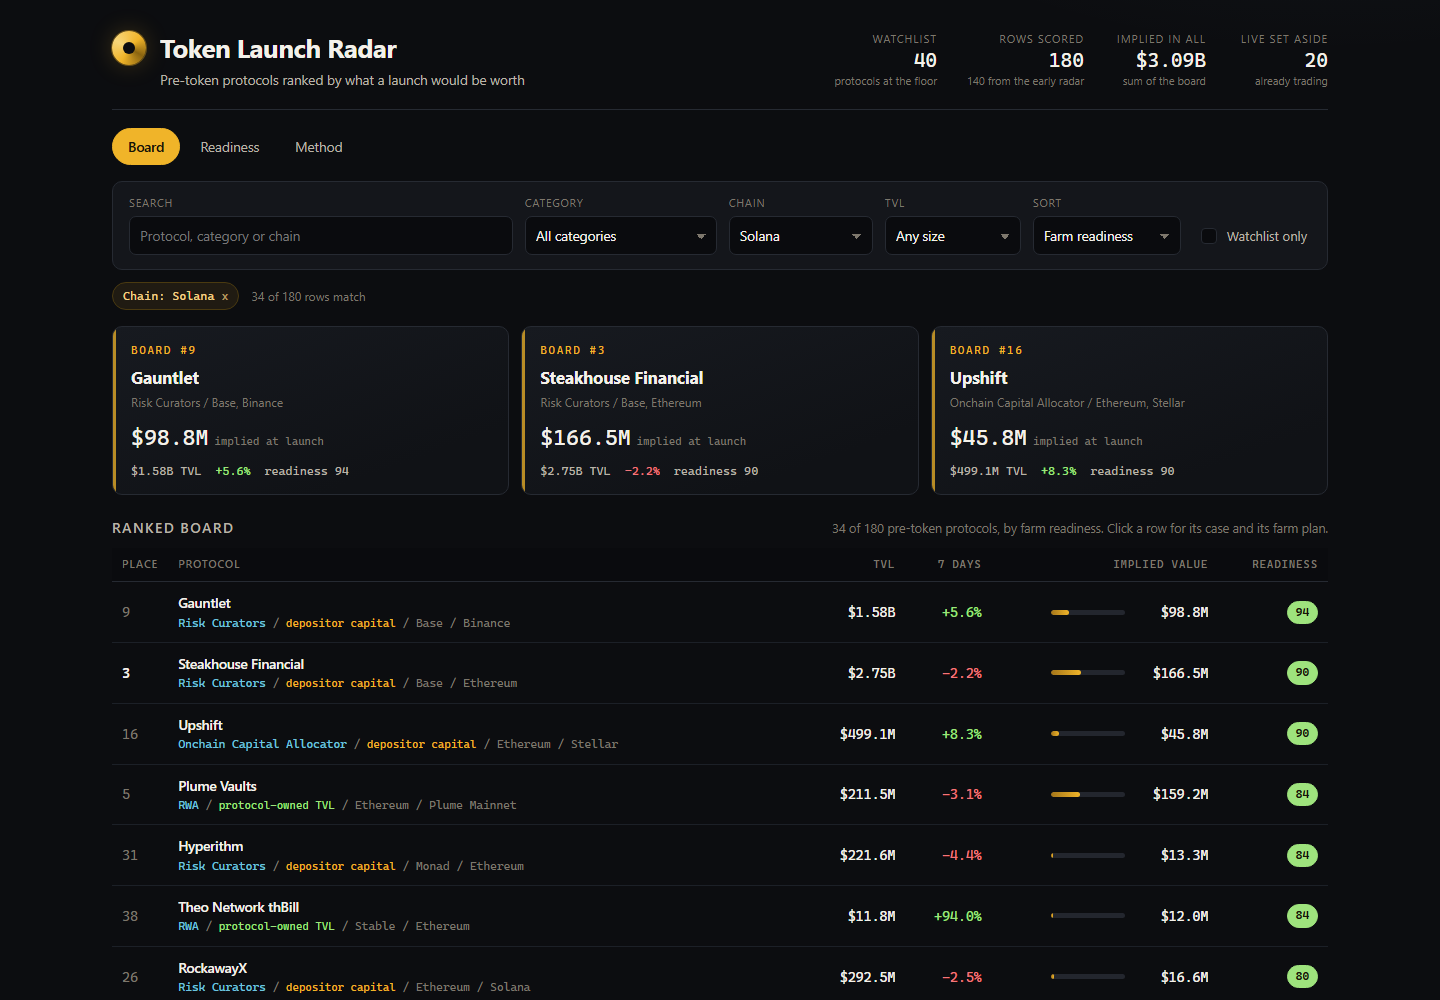 Token Launch Radar
Pre-token protocols ranked by what a launch would be worth
WATCHLIST
40
protocols at the floor
ROWS SCORED
180
140 from the early radar
IMPLIED IN ALL
$3.09B
sum of the board
LIVE SET ASIDE
20
already trading
Board
Readiness
Method
SEARCH
Protocol, category or chain
CATEGORY
All categories
CHAIN
Solana
TVL
Any size
SORT
Farm readiness
Watchlist only
Chain: Solana x
34 of 180 rows match
BOARD #9
Gauntlet
Risk Curators / Base, Binance
$98.8M implied at launch
$1.58B TVL +5.6% readiness 94
BOARD #3
Steakhouse Financial
Risk Curators / Base, Ethereum
$166.5M implied at launch
$2.75B TVL −2.2% readiness 90
BOARD #16
Upshift
Onchain Capital Allocator / Ethereum, Stellar
$45.8M implied at launch
$499.1M TVL +8.3% readiness 90
RANKED BOARD
34 of 180 pre-token protocols, by farm readiness. Click a row for its case and its farm plan.
PLACE PROTOCOL TVL 7 DAYS IMPLIED VALUE READINESS
Gauntlet
9 $1.58B +5.6% $98.8M 94
Risk Curators / depositor capital / Base / Binance
Steakhouse Financial
3 $2.75B −2.2% $166.5M 90
Risk Curators / depositor capital / Base / Ethereum
Upshift
16 $499.1M +8.3% $45.8M 90
Onchain Capital Allocator / depositor capital / Ethereum / Stellar
Plume Vaults
5 $211.5M −3.1% $159.2M 84
RWA / protocol-owned TVL / Ethereum / Plume Mainnet
Hyperithm
31 $221.6M −4.4% $13.3M 84
Risk Curators / depositor capital / Monad / Ethereum
Theo Network thBill
38 $11.8M +94.0% $12.0M 84
RWA / protocol-owned TVL / Stable / Ethereum
RockawayX
26 $292.5M −2.5% $16.6M 80
Risk Curators / depositor capital / Ethereum / Solana